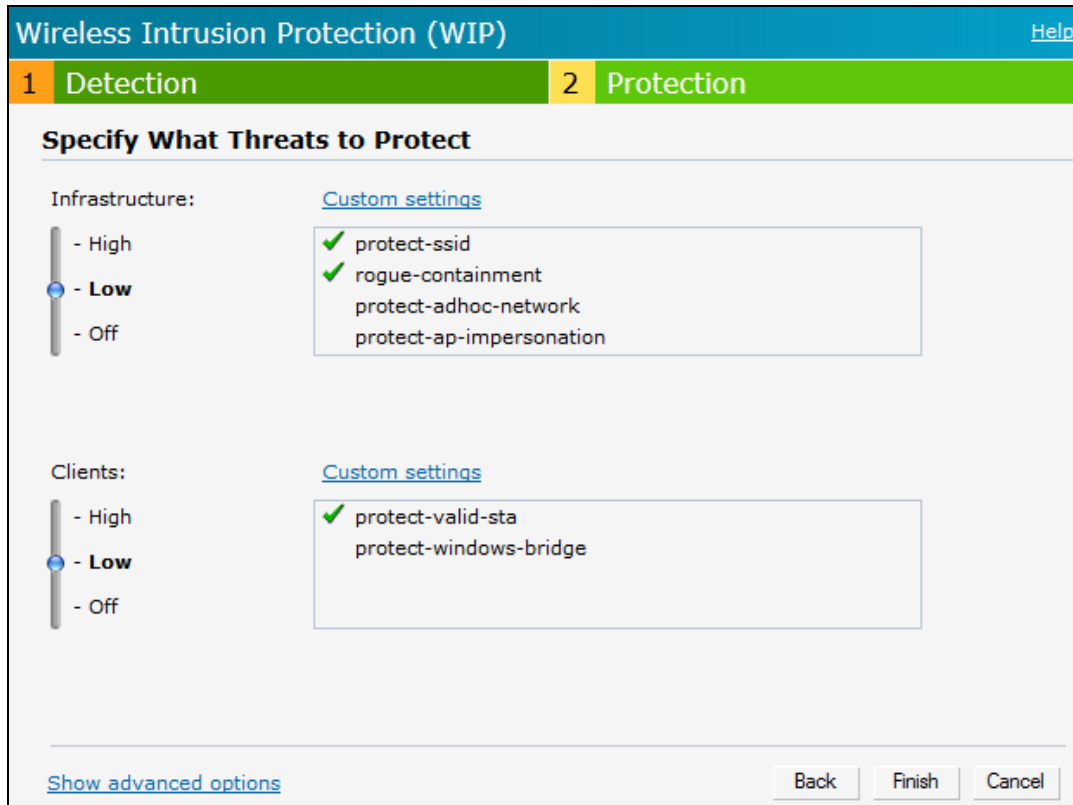 Wireless Intrusion Protection (WIP) Help
1 Detection 2 Protection
Specify What Threats to Protect
Infrastructure: Custom settings
- High
- Low
- Off
protect-ssid
rogue-containment
protect-adhoc-network
protect-ap-impersonation
Clients: Custom settings
- High
- Low
- Off
protect-valid-sta
protect-windows-bridge
Show advanced options Back Finish Cancel